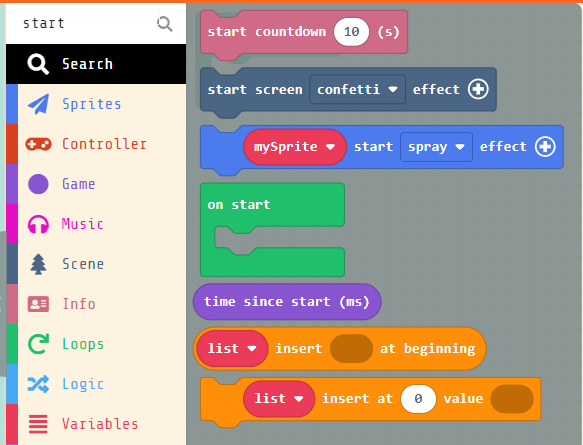 start
Search
Sprites
Controller
Game
Music
Scene
Info
Loops
Logic
Variables
start countdown 10 (s)
start screen confetti effect
mySprite start spray effect
on start
time since start (ms)
list insert at beginning
list insert at 0 value